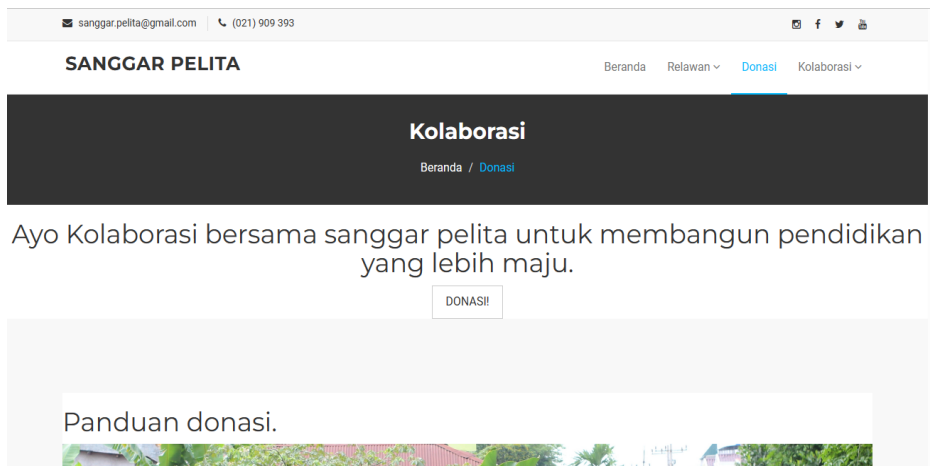 sanggar.pelita@gmail.com (021) 909 393
SANGGAR PELITA
Beranda Relawan Donasi Kolaborasi
Kolaborasi
Beranda / Donasi
Ayo Kolaborasi bersama sanggar pelita untuk membangun pendidikan
yang lebih maju.
DONASI!
Panduan donasi.